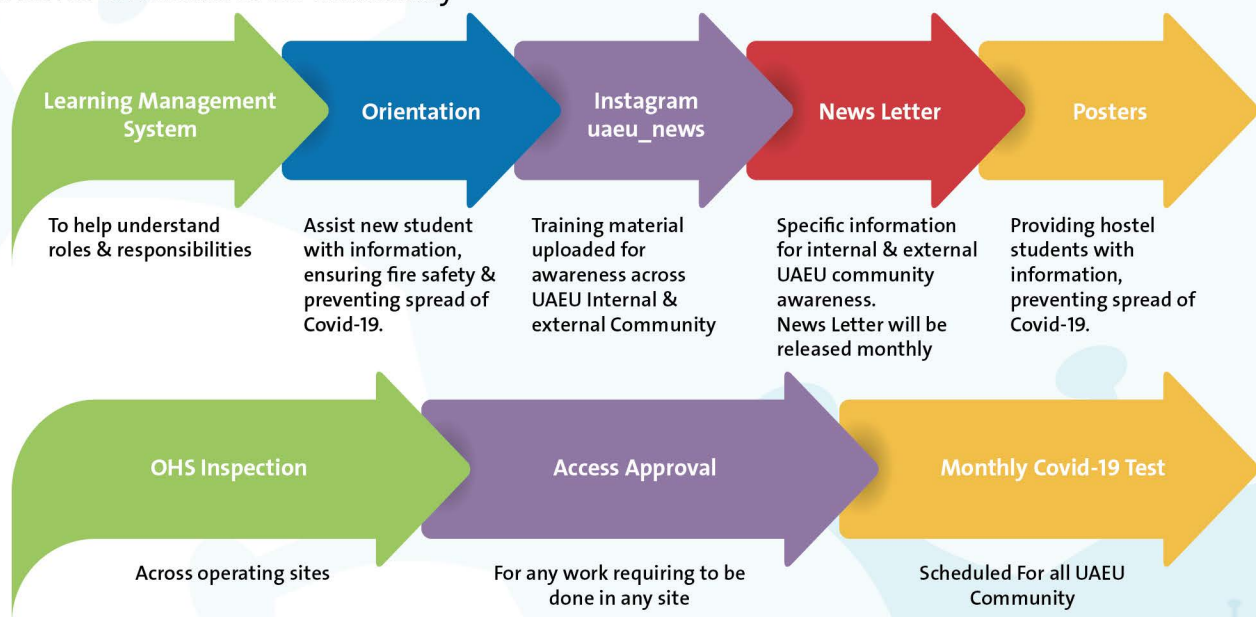 Learning Management
System
Orientation
Instagram
uaeu_news
News Letter
Posters
To help understand
roles & responsibilities
Assist new student
with information,
ensuring fire safety &
preventing spread of
Covid-19.
Training material
uploaded for
awareness across
UAEU Internal &
external Community
Specific information
for internal & external
UAEU community
awareness.
News Letter will be
released monthly
Providing hostel
students with
information,
preventing spread of
Covid-19.
OHS Inspection
Access Approval
Monthly Covid-19 Test
Across operating sites
For any work requiring to be
done in any site
Scheduled For all UAEU
Community